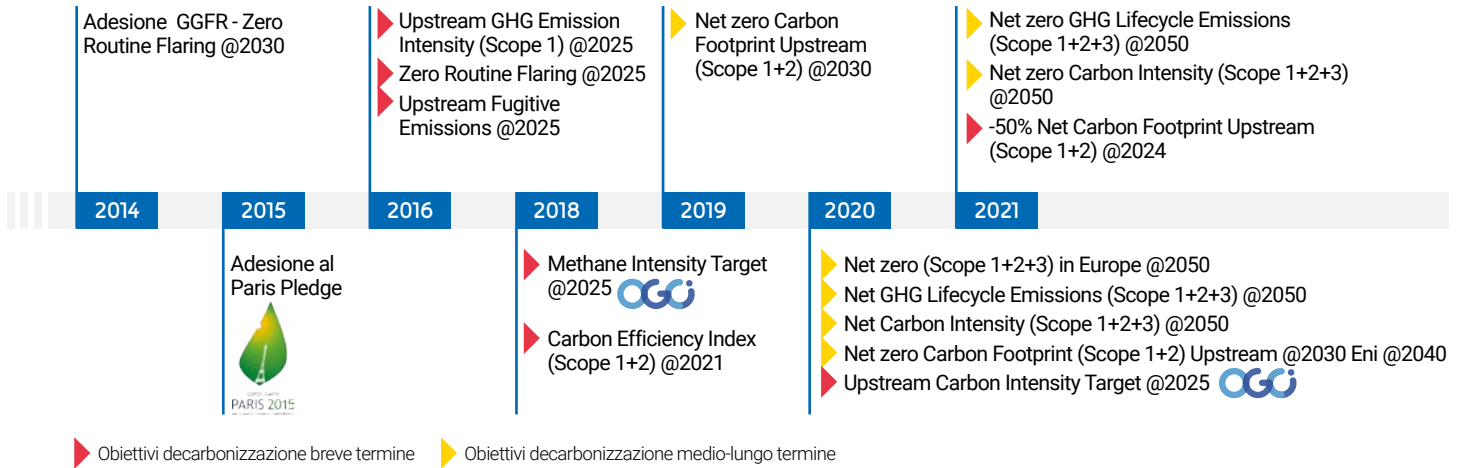 Adesione GGFR - Zero
Routine Flaring @2030
Upstream GHG Emission
Intensity (Scope 1) @2025
Zero Routine Flaring @2025
Upstream Fugitive
Emissions @2025
Net zero Carbon
Footprint Upstream
(Scope 1+2) @2030
Net zero GHG Lifecycle Emissions
(Scope 1+2+3) @2050
Net zero Carbon Intensity (Scope 1+2+3)
@2050
-50% Net Carbon Footprint Upstream
(Scope 1+2) @2024
2014
2015
2016
2018
2019
2020
2021
Adesione al
Paris Pledge
PARIS 2015
Methane Intensity Target
@2025 OGCi
Carbon Efficiency Index
(Scope 1+2) @2021
Net zero (Scope 1+2+3) in Europe @2050
Net GHG Lifecycle Emissions (Scope 1+2+3) @2050
Net Carbon Intensity (Scope 1+2+3) @2050
Net zero Carbon Footprint (Scope 1+2) Upstream @2030 Eni @2040
Upstream Carbon Intensity Target @2025 OGCi
Obiettivi decarbonizzazione breve termine
Obiettivi decarbonizzazione medio-lungo termine